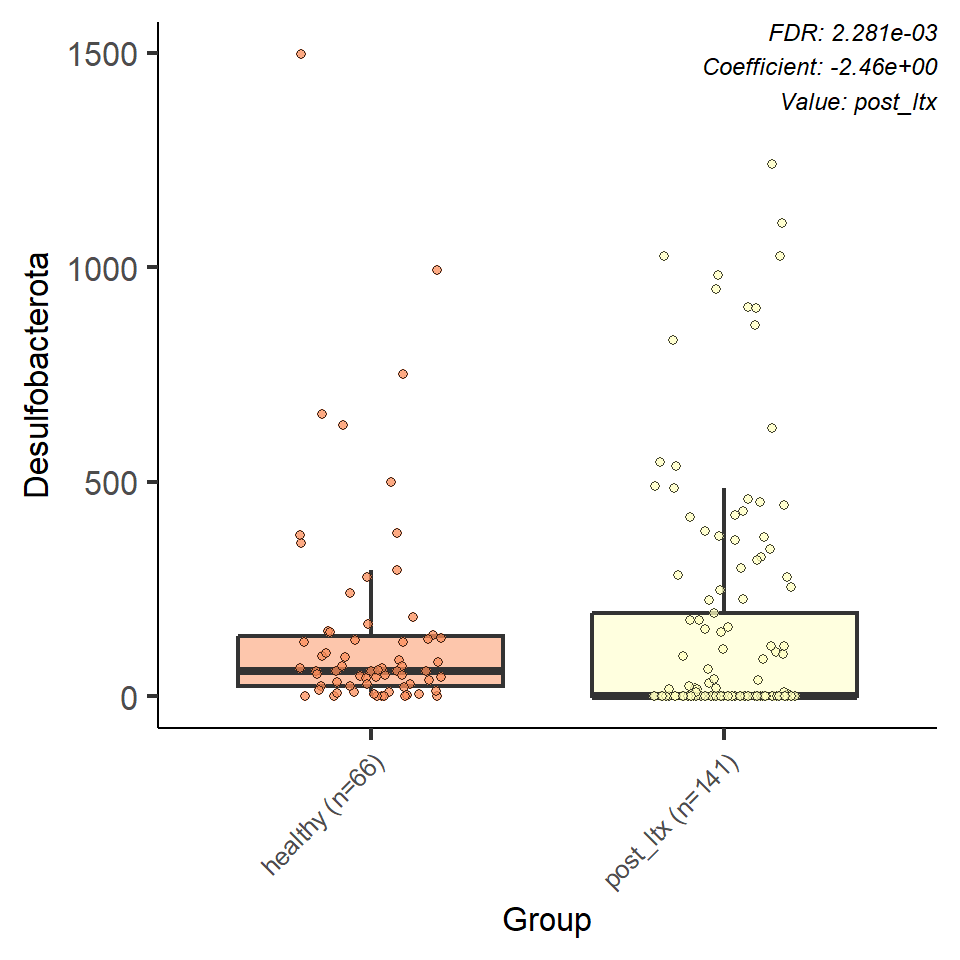 FDR: 2.281e-03
Coefficient: -2.46e+00
Value: post_ltx
1500
1000
500
0
Desulfobacterota
healthy (n=66)
post_ltx (n=141)
Group